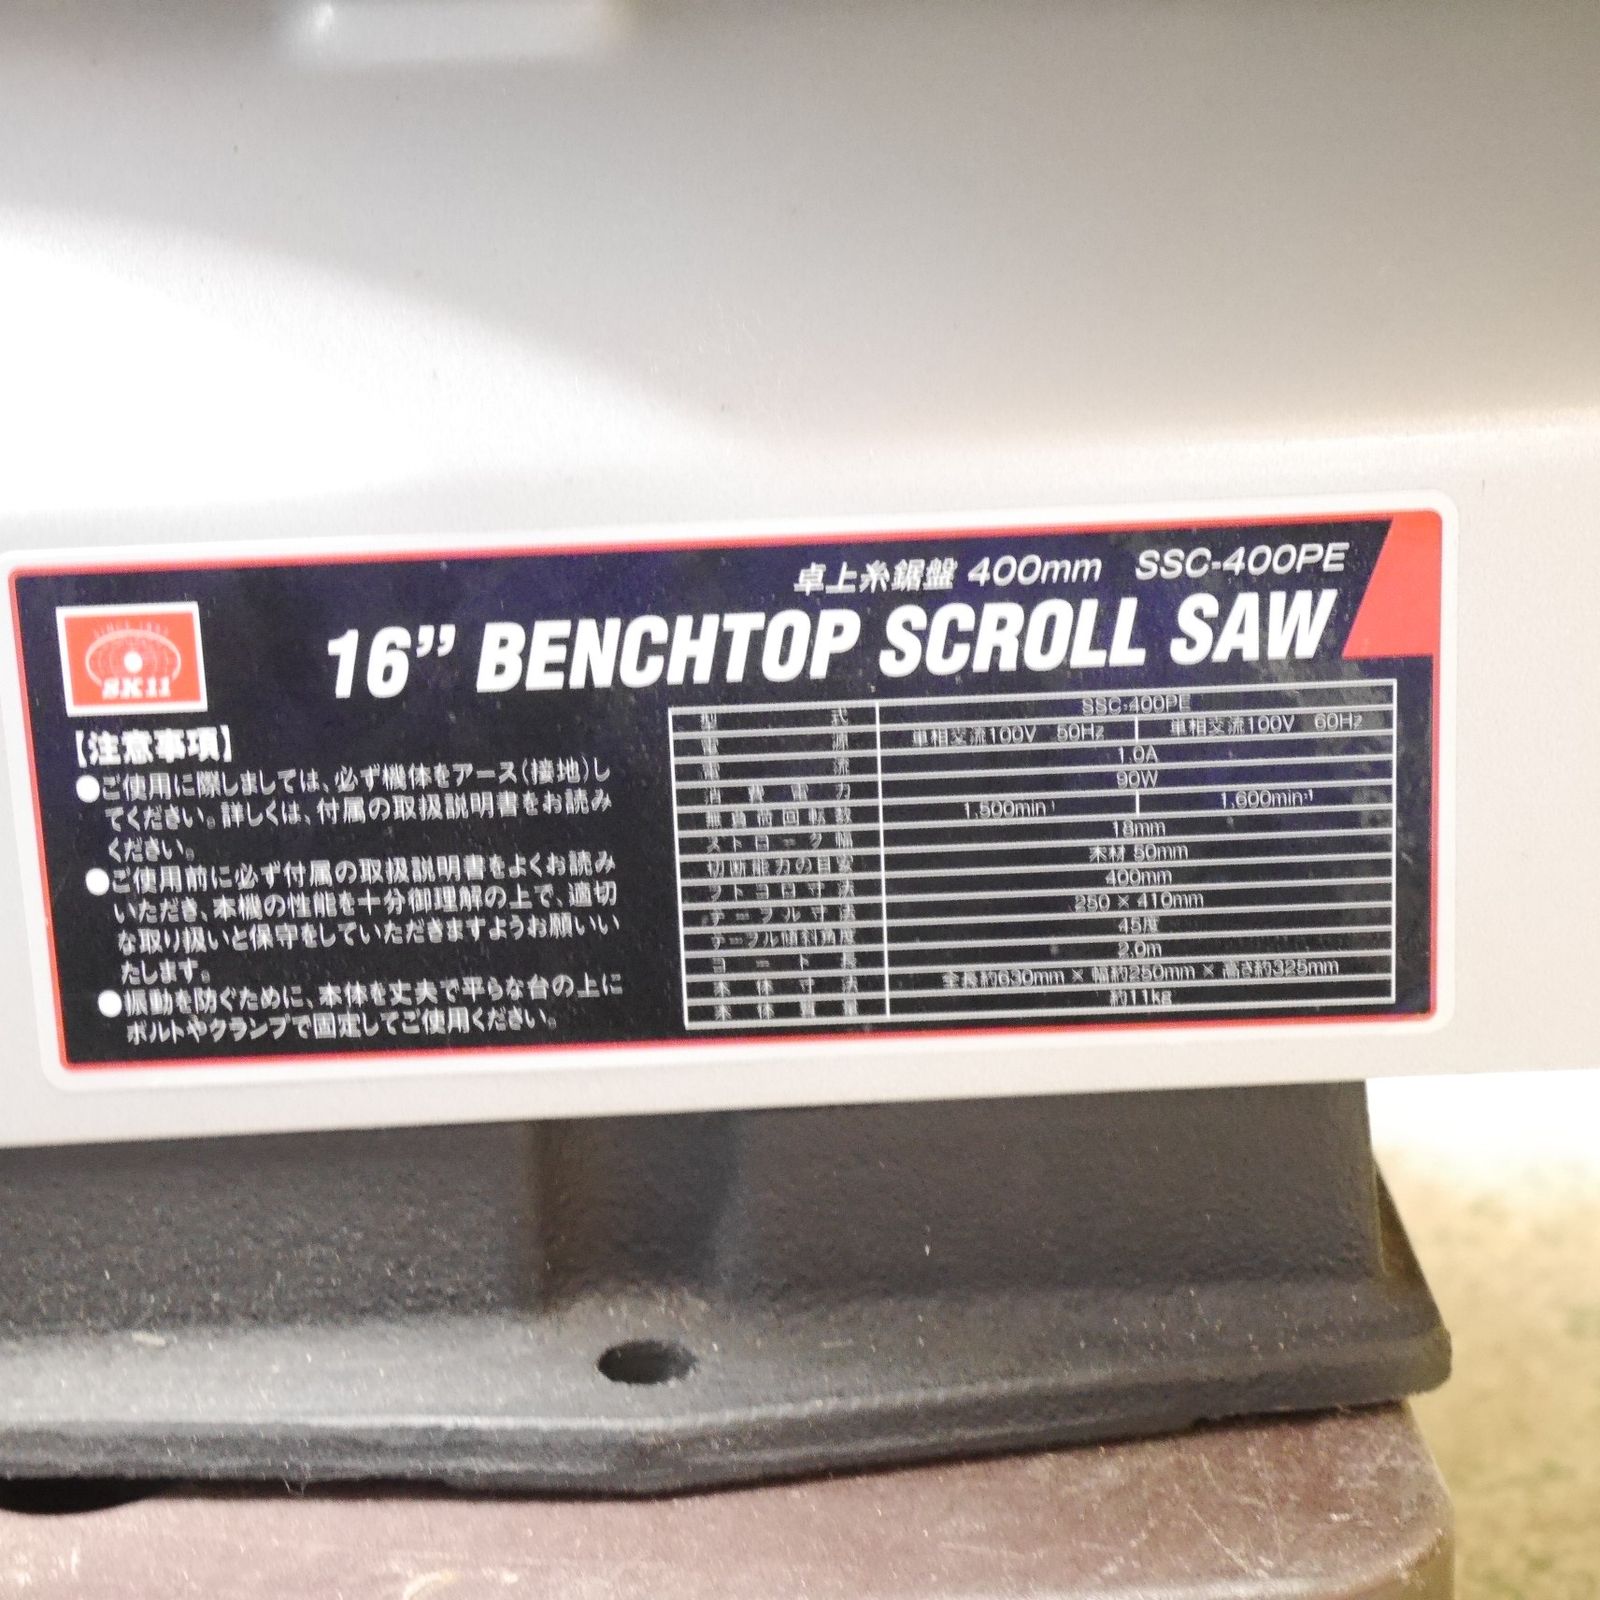 卓上糸鋸盤 400mm SSC-400PE
16” BENCHTOP SCROLL SAW
SINCE 1921
SK11
【注意事項】
●ご使用に際しましては、必ず機体をアース(接地)し
てください。詳しくは、付属の取扱説明書をお読み
ください。
●ご使用前に必ず付属の取扱説明書をよくお読み
いただき、本機の性能を十分御理解の上で、適切
な取り扱いと保守をしていただきますようお願いい
たします。
●振動を防ぐために、本体を丈夫で平らな台の上に
ボルトやクランプで固定してご使用ください。
型式 SSC-400PE
電源 単相交流100V 50Hz 単相交流100V 60Hz
電流 1.0A
消費電力 90W
無負荷回転数 1,500min⁻¹ 1,600min⁻¹
ストローク幅 18mm
切断能力の目安 木材 50mm
フトコロ寸法 400mm
テーブル寸法 250 × 410mm
テーブル傾斜角度 45度
コード長 2.0m
本体寸法 全長約630mm × 幅約250mm × 高さ約325mm
本体質量 約11kg